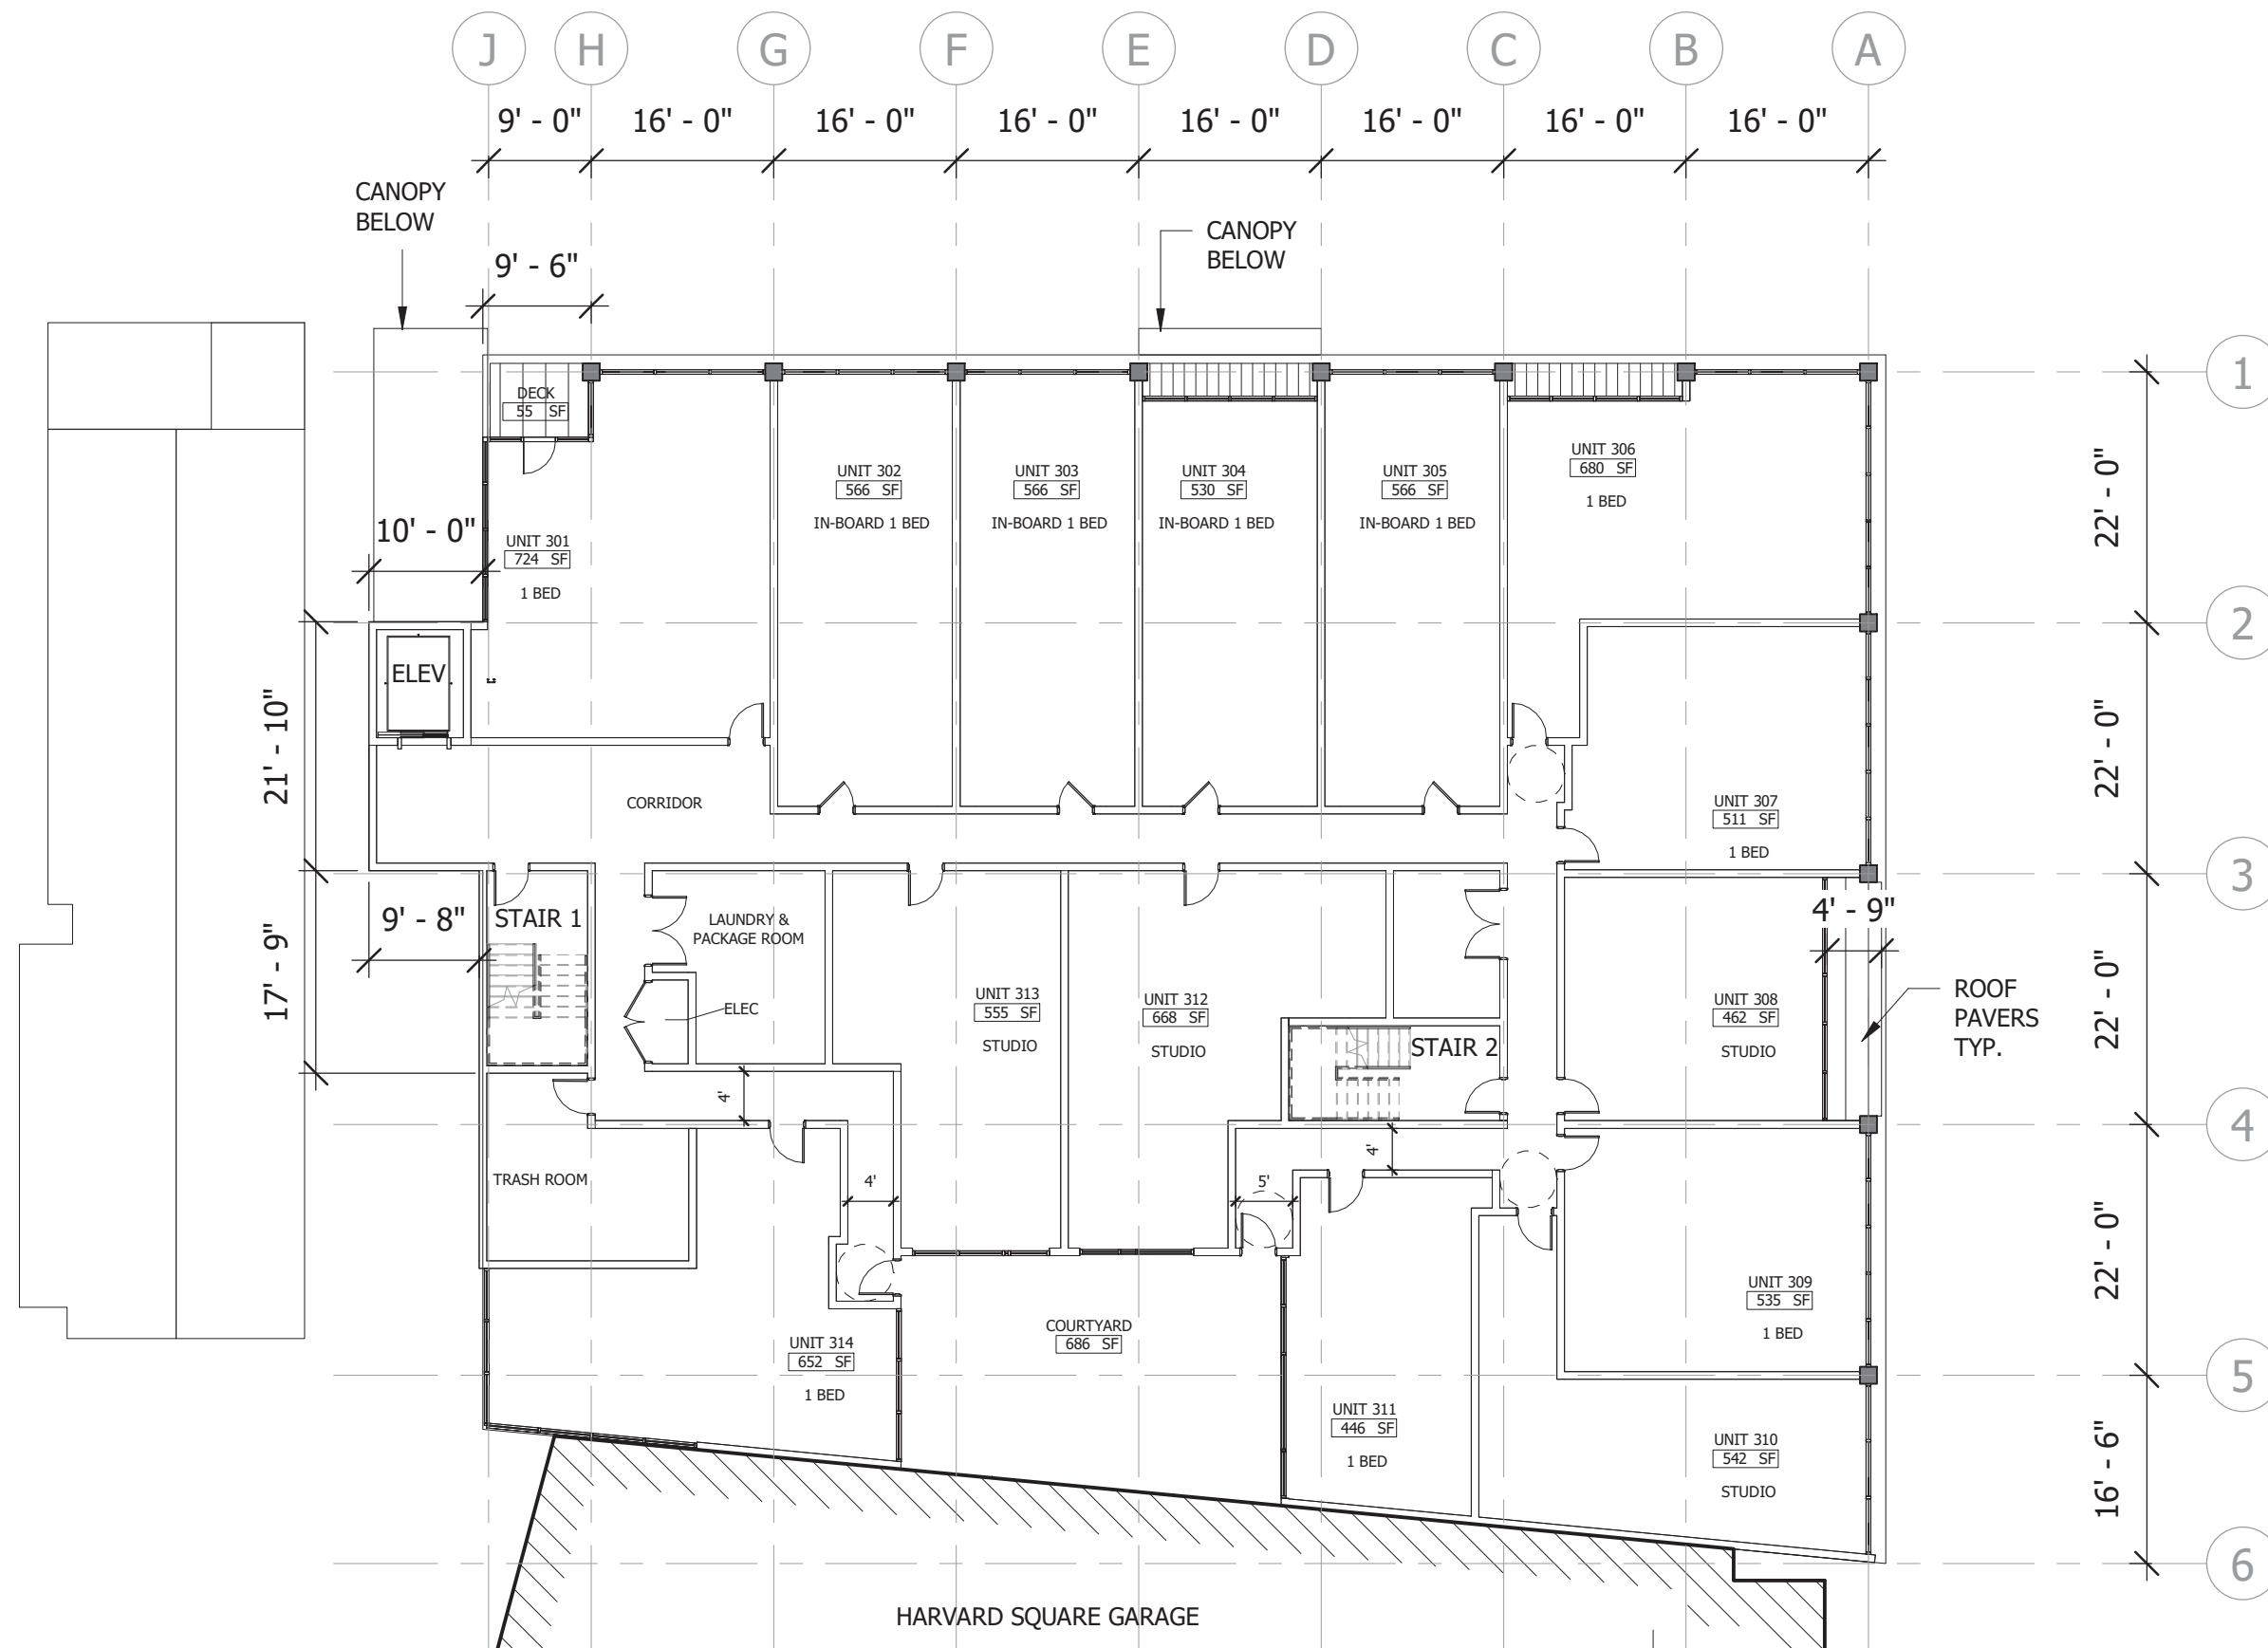 J H G F E D C B A
9' - 0" 16' - 0" 16' - 0" 16' - 0" 16' - 0" 16' - 0" 16' - 0" 16' - 0"
CANOPY
BELOW
CANOPY
BELOW
9' - 6"
1
DECK
55 SF
UNIT 301
724 SF
1 BED
UNIT 302
566 SF
IN-BOARD 1 BED
UNIT 303
566 SF
IN-BOARD 1 BED
UNIT 304
530 SF
IN-BOARD 1 BED
UNIT 305
566 SF
IN-BOARD 1 BED
UNIT 306
680 SF
1 BED
22' - 0"
10' - 0"
2
ELEV
21' - 10"
CORRIDOR
UNIT 307
511 SF
1 BED
22' - 0"
3
9' - 8"
17' - 9"
STAIR 1
LAUNDRY &
PACKAGE ROOM
ELEC
UNIT 313
555 SF
STUDIO
UNIT 312
668 SF
STUDIO
STAIR 2
UNIT 308
462 SF
STUDIO
4' - 9"
ROOF
PAVERS
TYP.
22' - 0"
4'
4
TRASH ROOM
4'
5'
4'
UNIT 309
535 SF
1 BED
22' - 0"
COURTYARD
686 SF
UNIT 314
652 SF
1 BED
5
UNIT 311
446 SF
1 BED
UNIT 310
542 SF
STUDIO
16' - 6"
6
HARVARD SQUARE GARAGE